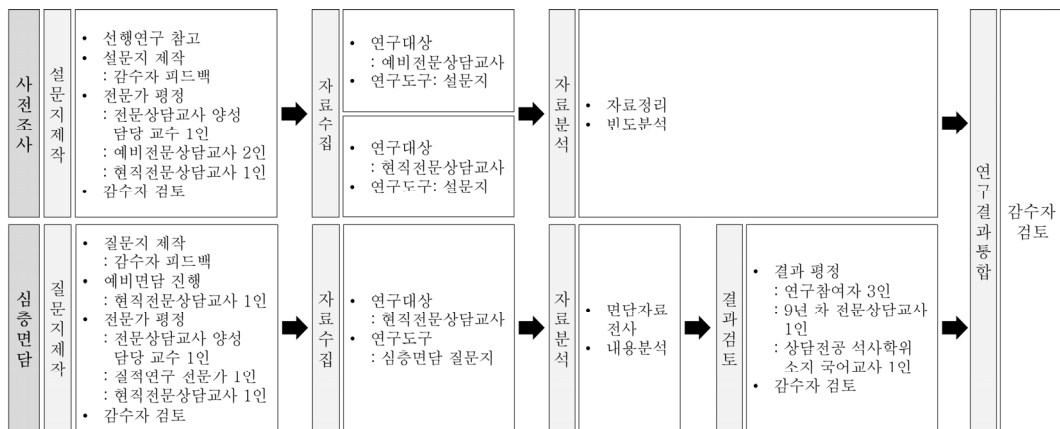 사전조사
설문지제작
• 선행연구 참고
• 설문지 제작
: 감수자 피드백
• 전문가 평정
: 전문상담교사 양성
담당 교수 1인
: 예비전문상담교사 2인
: 현직전문상담교사 1인
• 감수자 검토
자료수집
• 연구대상
: 예비전문상담교사
• 연구도구: 설문지
• 연구대상
: 현직전문상담교사
• 연구도구: 설문지
자료분석
• 자료정리
• 빈도분석
심층면담
질문지제작
• 질문지 제작
: 감수자 피드백
• 예비면담 진행
: 현직전문상담교사 1인
• 전문가 평정
: 전문상담교사 양성
담당 교수 1인
: 질적연구 전문가 1인
: 현직전문상담교사 1인
• 감수자 검토
자료수집
• 연구대상
: 현직전문상담교사
• 연구도구
: 심층면담 질문지
자료분석
• 면담자료
전사
• 내용분석
결과검토
• 결과 평정
: 연구참여자 3인
: 9년 차 전문상담교사
1인
: 상담전공 석사학위
소지 국어교사 1인
• 감수자 검토
연구결과통합
감수자
검토